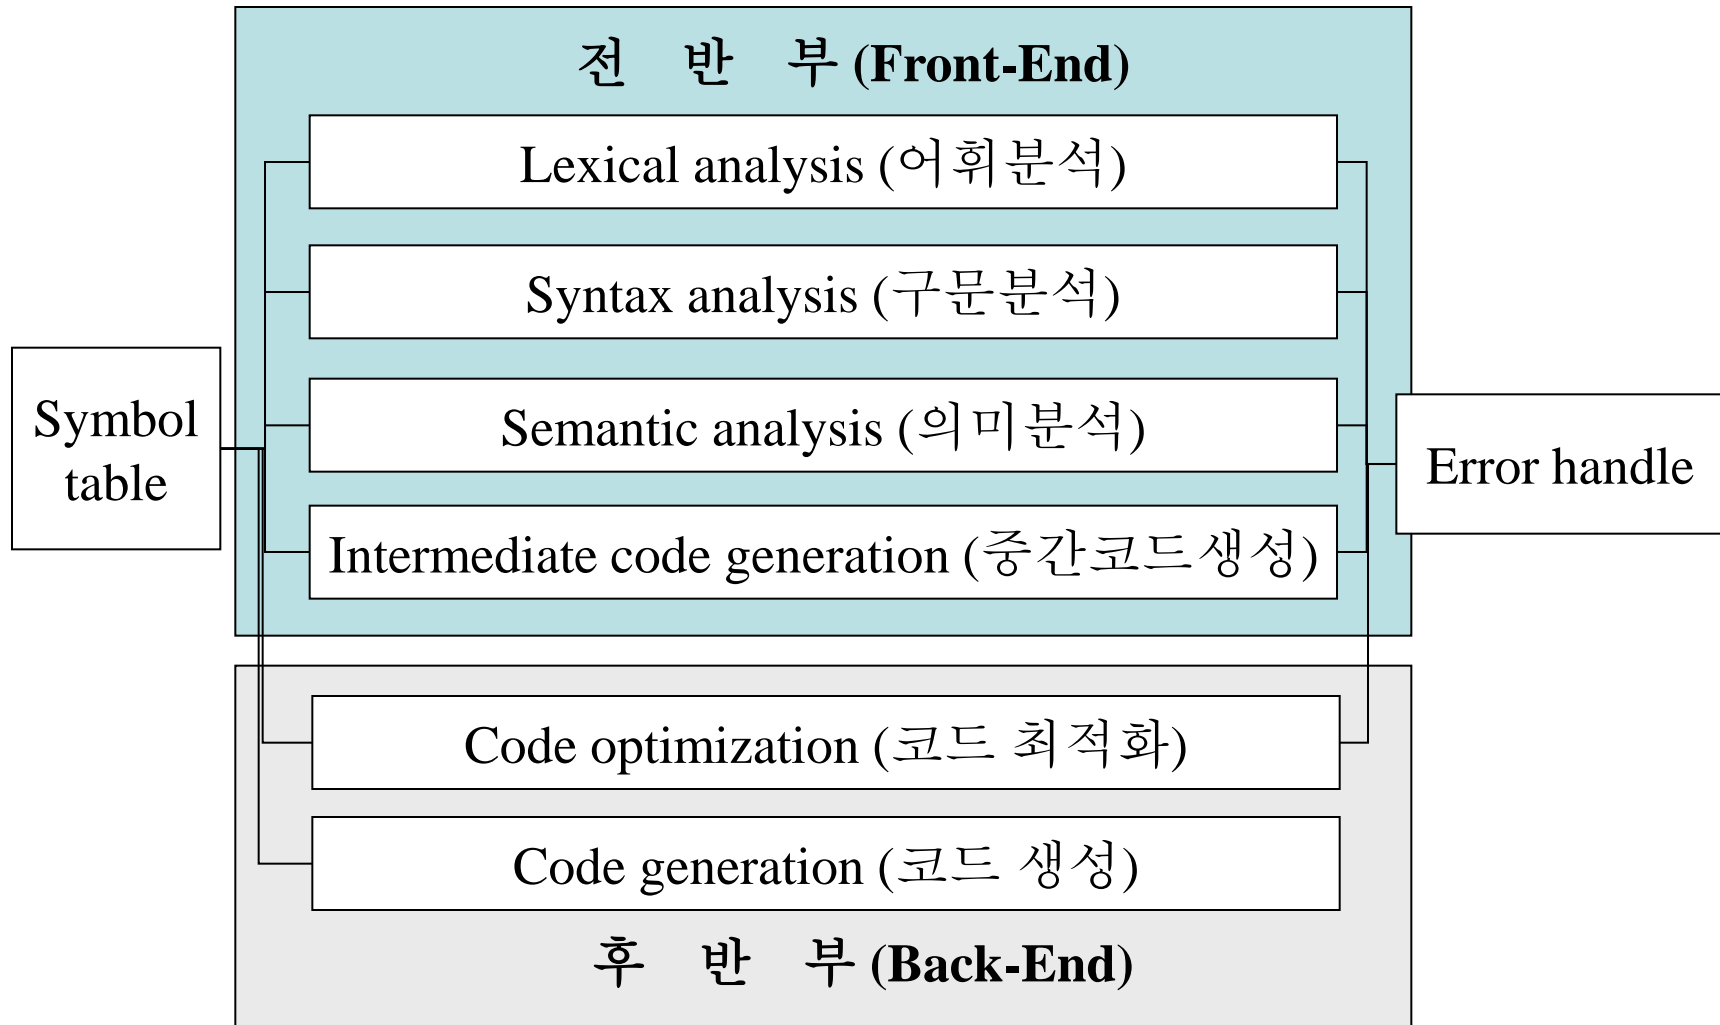 전 반 부 (Front-End)
Lexical analysis (어휘분석)
Syntax analysis (구문분석)
Semantic analysis (의미분석)
Intermediate code generation (중간코드생성)
Symbol
table
Error handle
Code optimization (코드 최적화)
Code generation (코드 생성)
후 반 부 (Back-End)